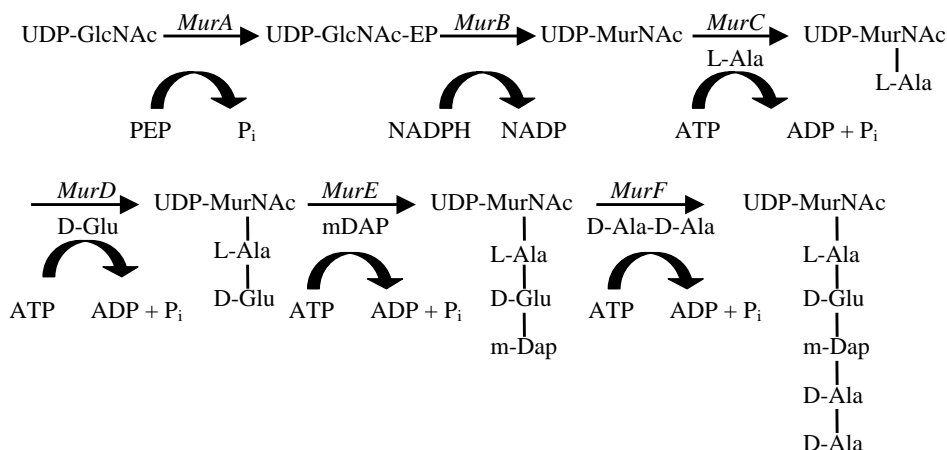 MurA MurB MurC
UDP-GlcNAc UDP-GlcNAc-EP UDP-MurNAc UDP-MurNAc
L-Ala
L-Ala
PEP Pi NADPH NADP ATP ADP + Pi
MurD MurE MurF
UDP-MurNAc UDP-MurNAc UDP-MurNAc
D-Glu mDAP D-Ala-D-Ala
L-Ala L-Ala L-Ala
D-Glu D-Glu D-Glu
ATP ADP + Pi ATP ADP + Pi ATP ADP + Pi
m-Dap m-Dap
D-Ala
D-Ala